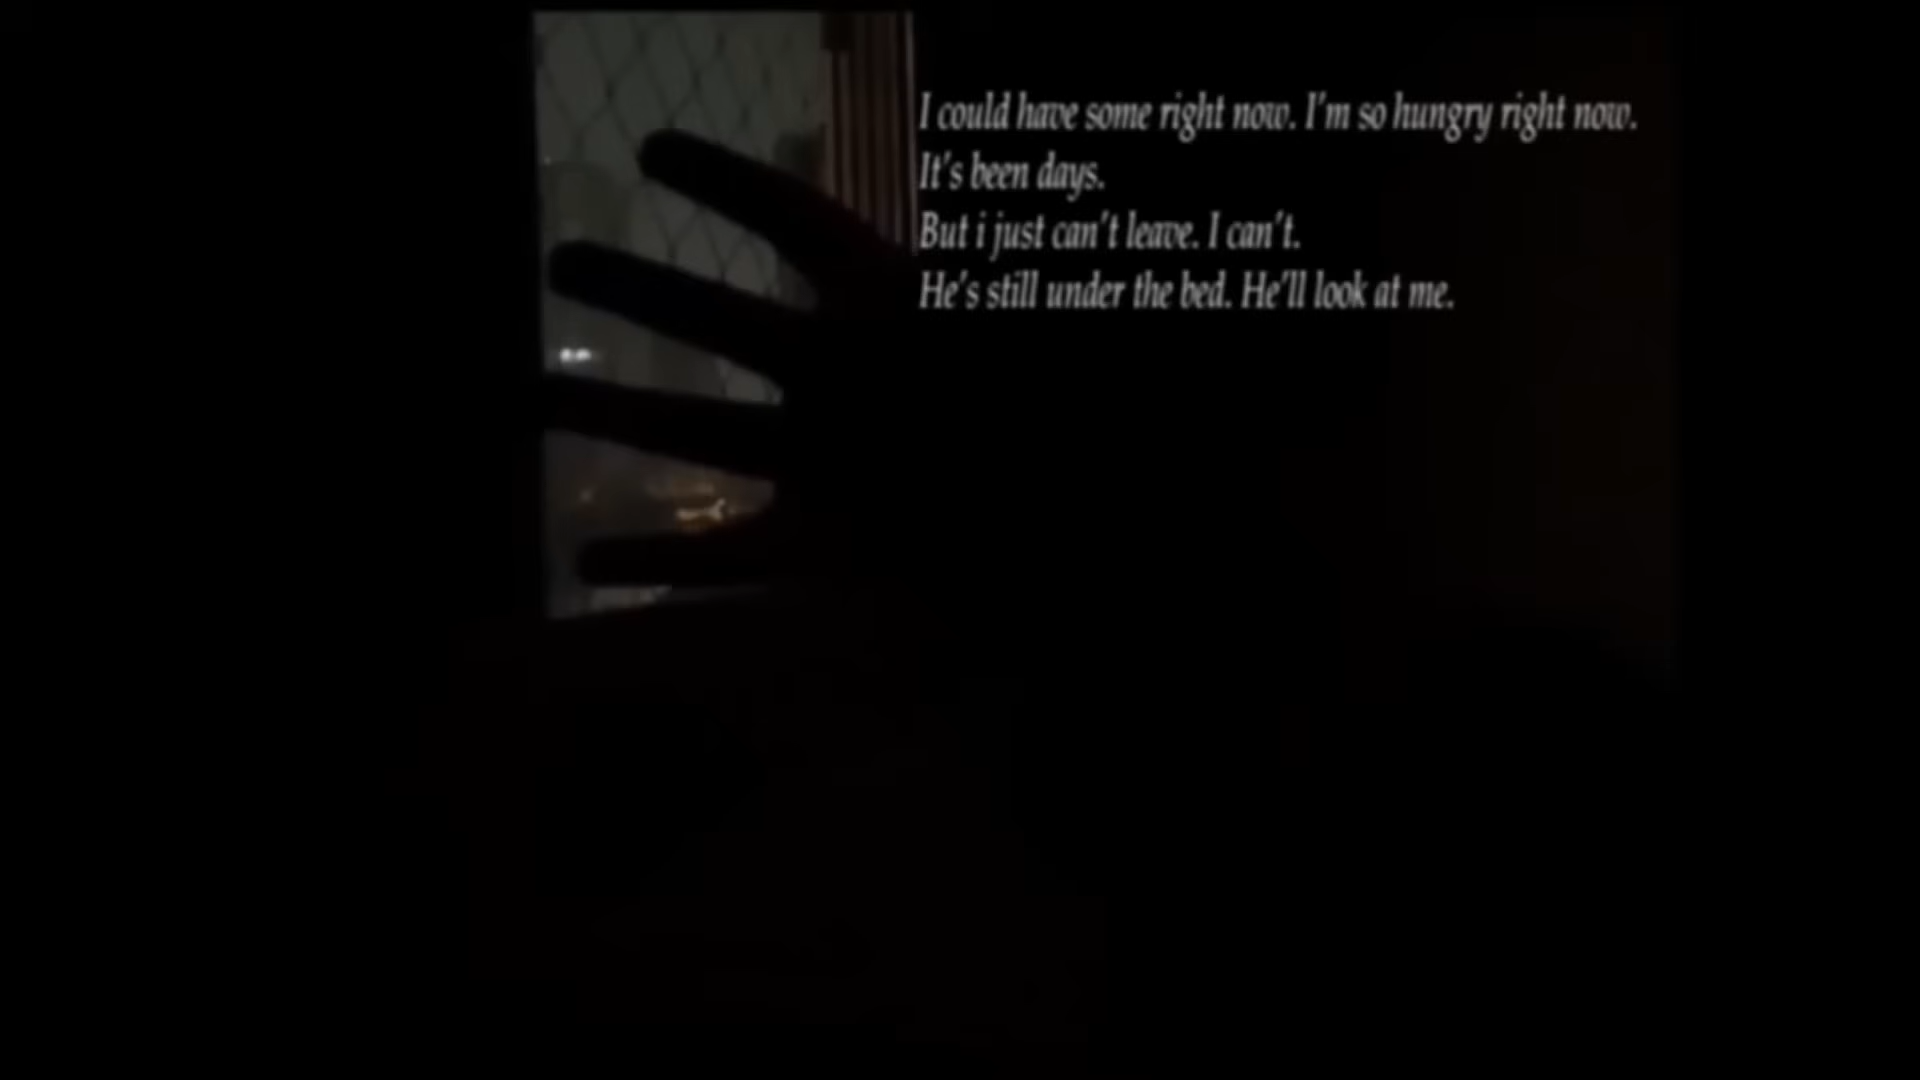 I could have some right now. I'm so hungry right now.
It's been days.
But i just can't leave. I can't.
He's still under the bed. He'll look at me.